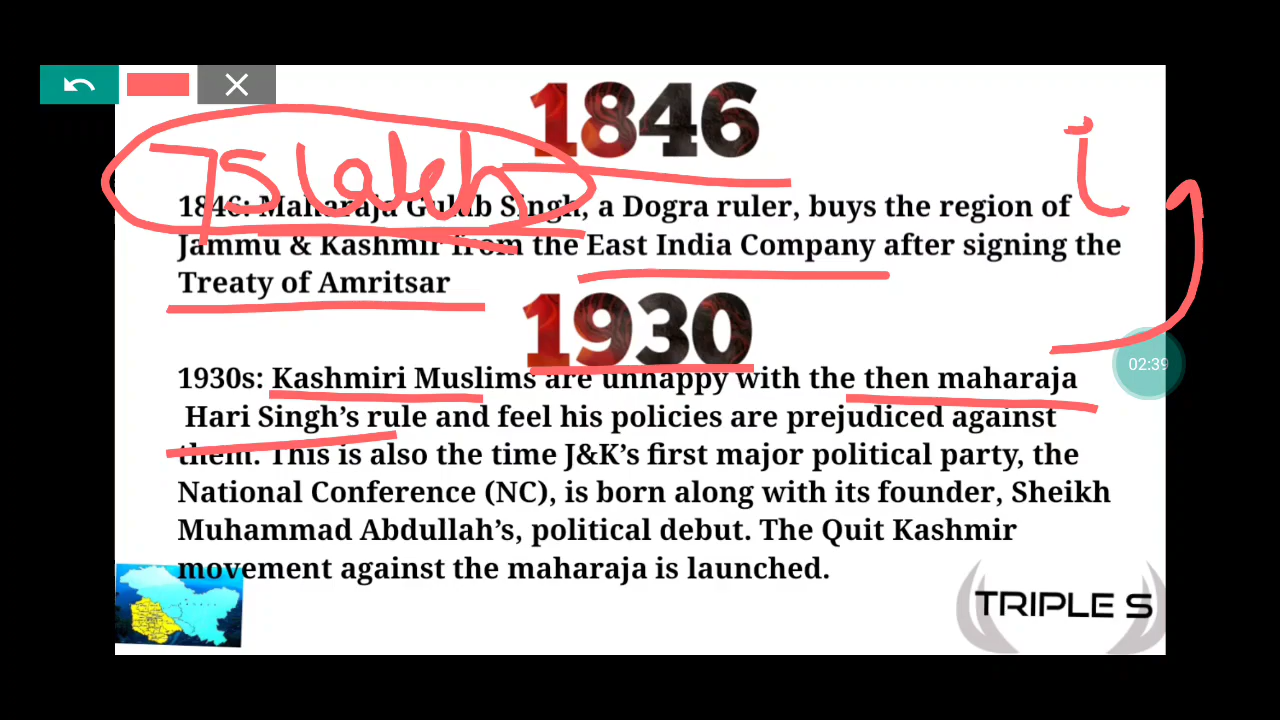 1846
75 lakh
1846: Maharaja Gulab Singh, a Dogra ruler, buys the region of
Jammu & Kashmir from the East India Company after signing the
Treaty of Amritsar
1930
02:39
1930s: Kashmiri Muslims are unhappy with the then maharaja
Hari Singh's rule and feel his policies are prejudiced against
them. This is also the time J&K's first major political party, the
National Conference (NC), is born along with its founder, Sheikh
Muhammad Abdullah's, political debut. The Quit Kashmir
movement against the maharaja is launched.
TRIPLE S